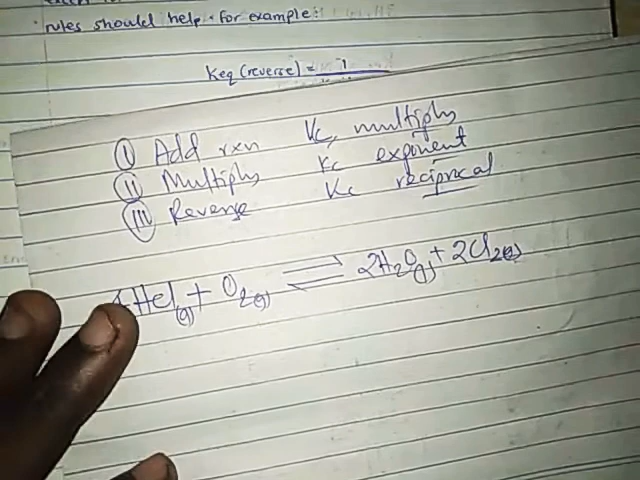 rules should help. For example:
Keq (reverse) = 1
(I) Add rxn Kc, multiply
(II) Multiply Kc exponent
(III) Reverse Kc reciprocal
HCl(g) + O2(g) ⇌ 2H2O(g) + 2Cl2(g)